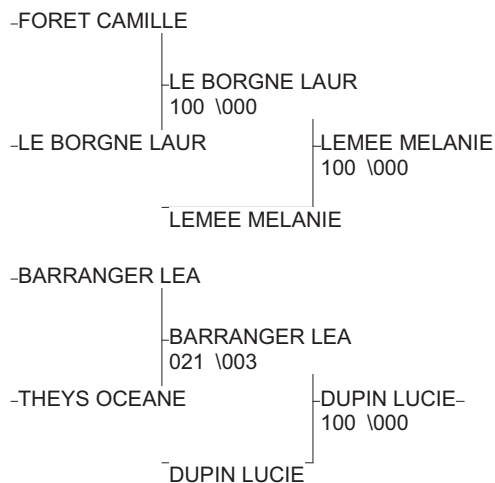 FORET CAMILLE
LE BORGNE LAUR
100 \000
LE BORGNE LAUR
LEMEE MELANIE
100 \000
LEMEE MELANIE
BARRANGER LEA
BARRANGER LEA
021 \003
THEYS OCEANE
DUPIN LUCIE
100 \000
DUPIN LUCIE